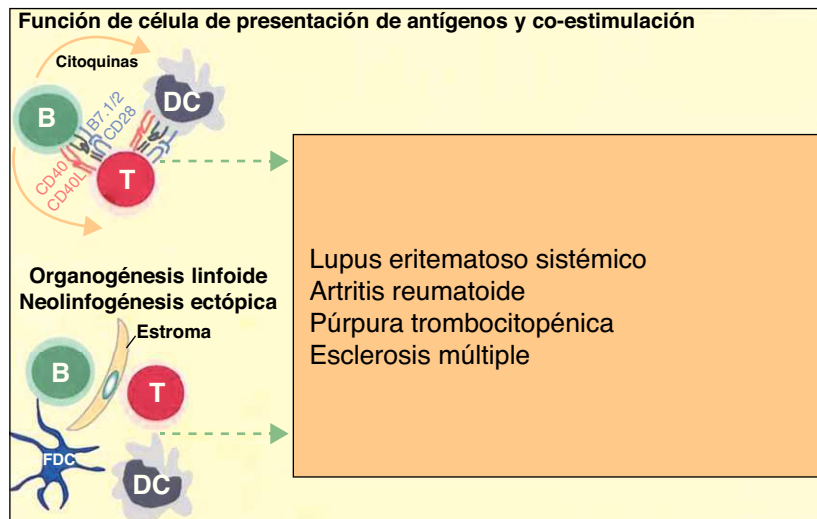 Función de célula de presentación de antígenos y co-estimulación
Citoquinas
B
DC
B7.1/2
CD28
CD40
CD40L
T
Organogénesis linfoide
Neolinfogénesis ectópica
Estroma
B
T
FDC
DC
Lupus eritematoso sistémico
Artritis reumatoide
Púrpura trombocitopénica
Esclerosis múltiple